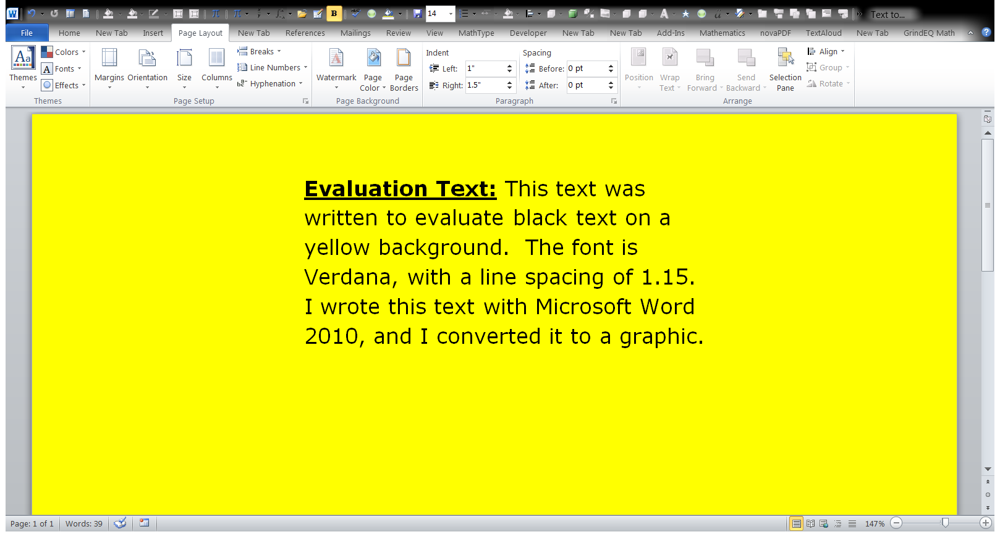 14 Text to...
File Home New Tab Insert Page Layout New Tab References Mailings Review View MathType Developer New Tab New Tab Add-Ins Mathematics novaPDF TextAloud New Tab GrindEQ Math
Themes
Colors
Fonts
Effects
Themes
Margins Orientation Size Columns
Breaks
Line Numbers
Hyphenation
Page Setup
Watermark Page Color Page Borders
Page Background
Indent
Left: 1"
Right: 1.5"
Spacing
Before: 0 pt
After: 0 pt
Paragraph
Position Wrap Text Bring Forward Send Backward Selection Pane
Align
Group
Rotate
Arrange
Evaluation Text: This text was
written to evaluate black text on a
yellow background.  The font is
Verdana, with a line spacing of 1.15.
I wrote this text with Microsoft Word
2010, and I converted it to a graphic.
Page: 1 of 1 Words: 39 147%